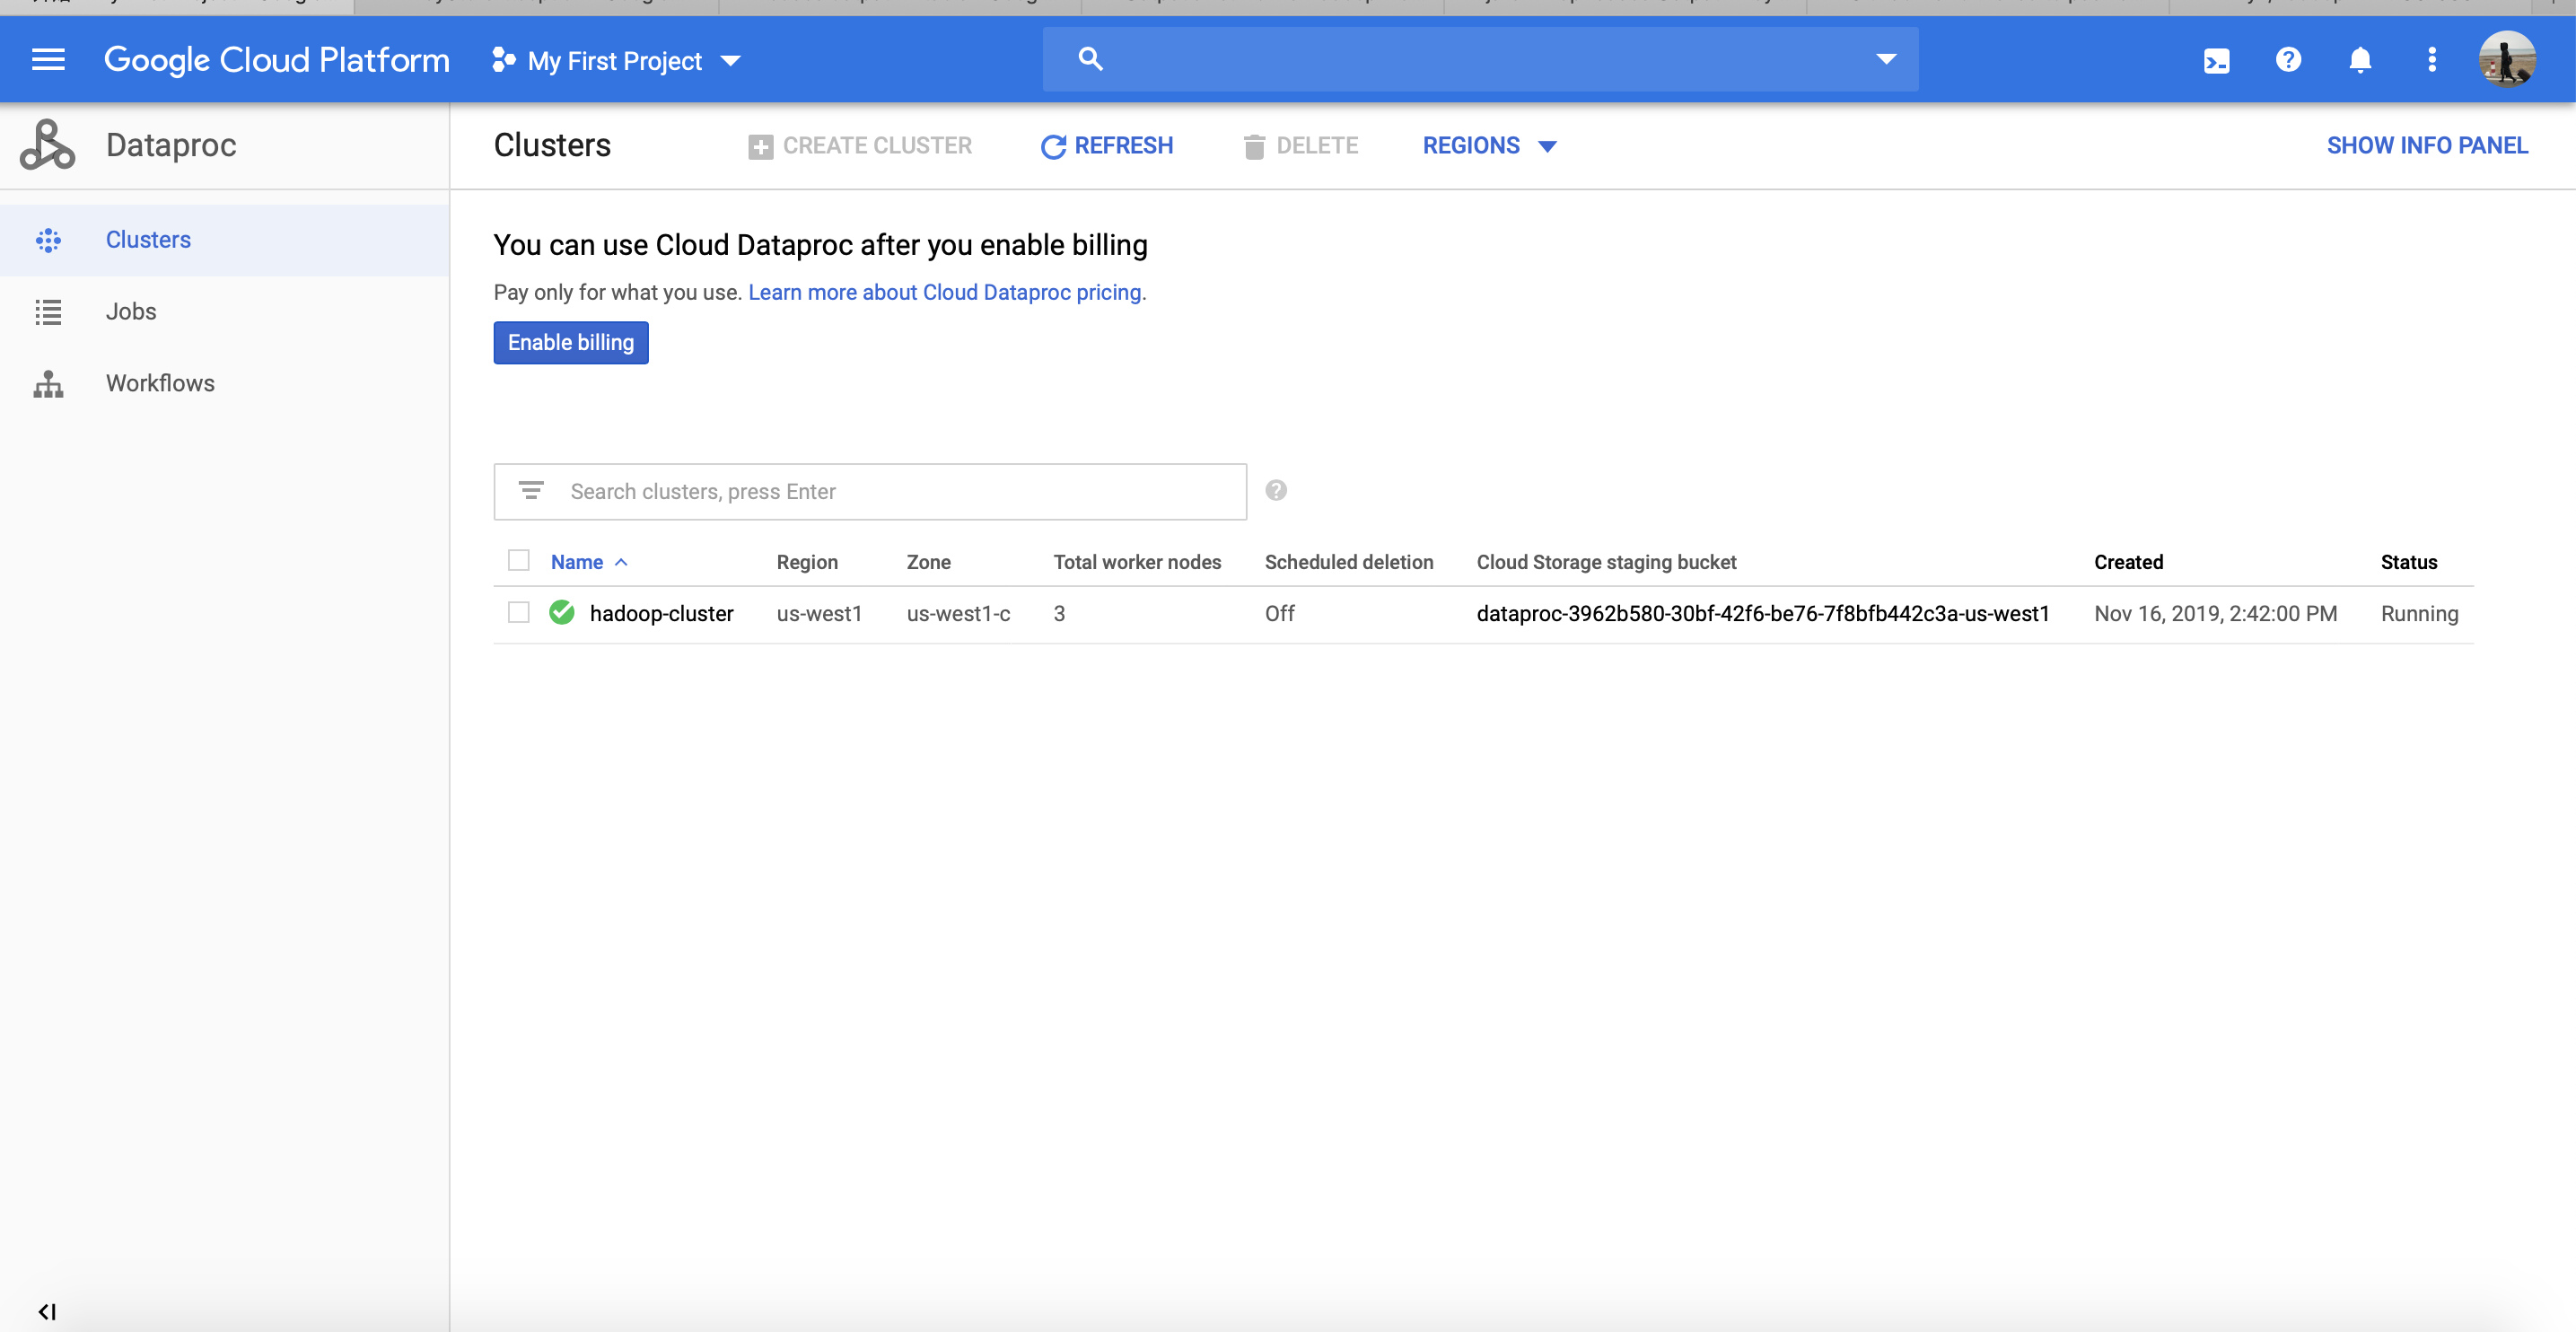 Google Cloud Platform My First Project
Dataproc Clusters CREATE CLUSTER REFRESH DELETE REGIONS SHOW INFO PANEL
Clusters
Jobs
Workflows
You can use Cloud Dataproc after you enable billing
Pay only for what you use. Learn more about Cloud Dataproc pricing.
Enable billing
Search clusters, press Enter
Name Region Zone Total worker nodes Scheduled deletion Cloud Storage staging bucket Created Status
hadoop-cluster us-west1 us-west1-c 3 Off dataproc-3962b580-30bf-42f6-be76-7f8bfb442c3a-us-west1 Nov 16, 2019, 2:42:00 PM Running